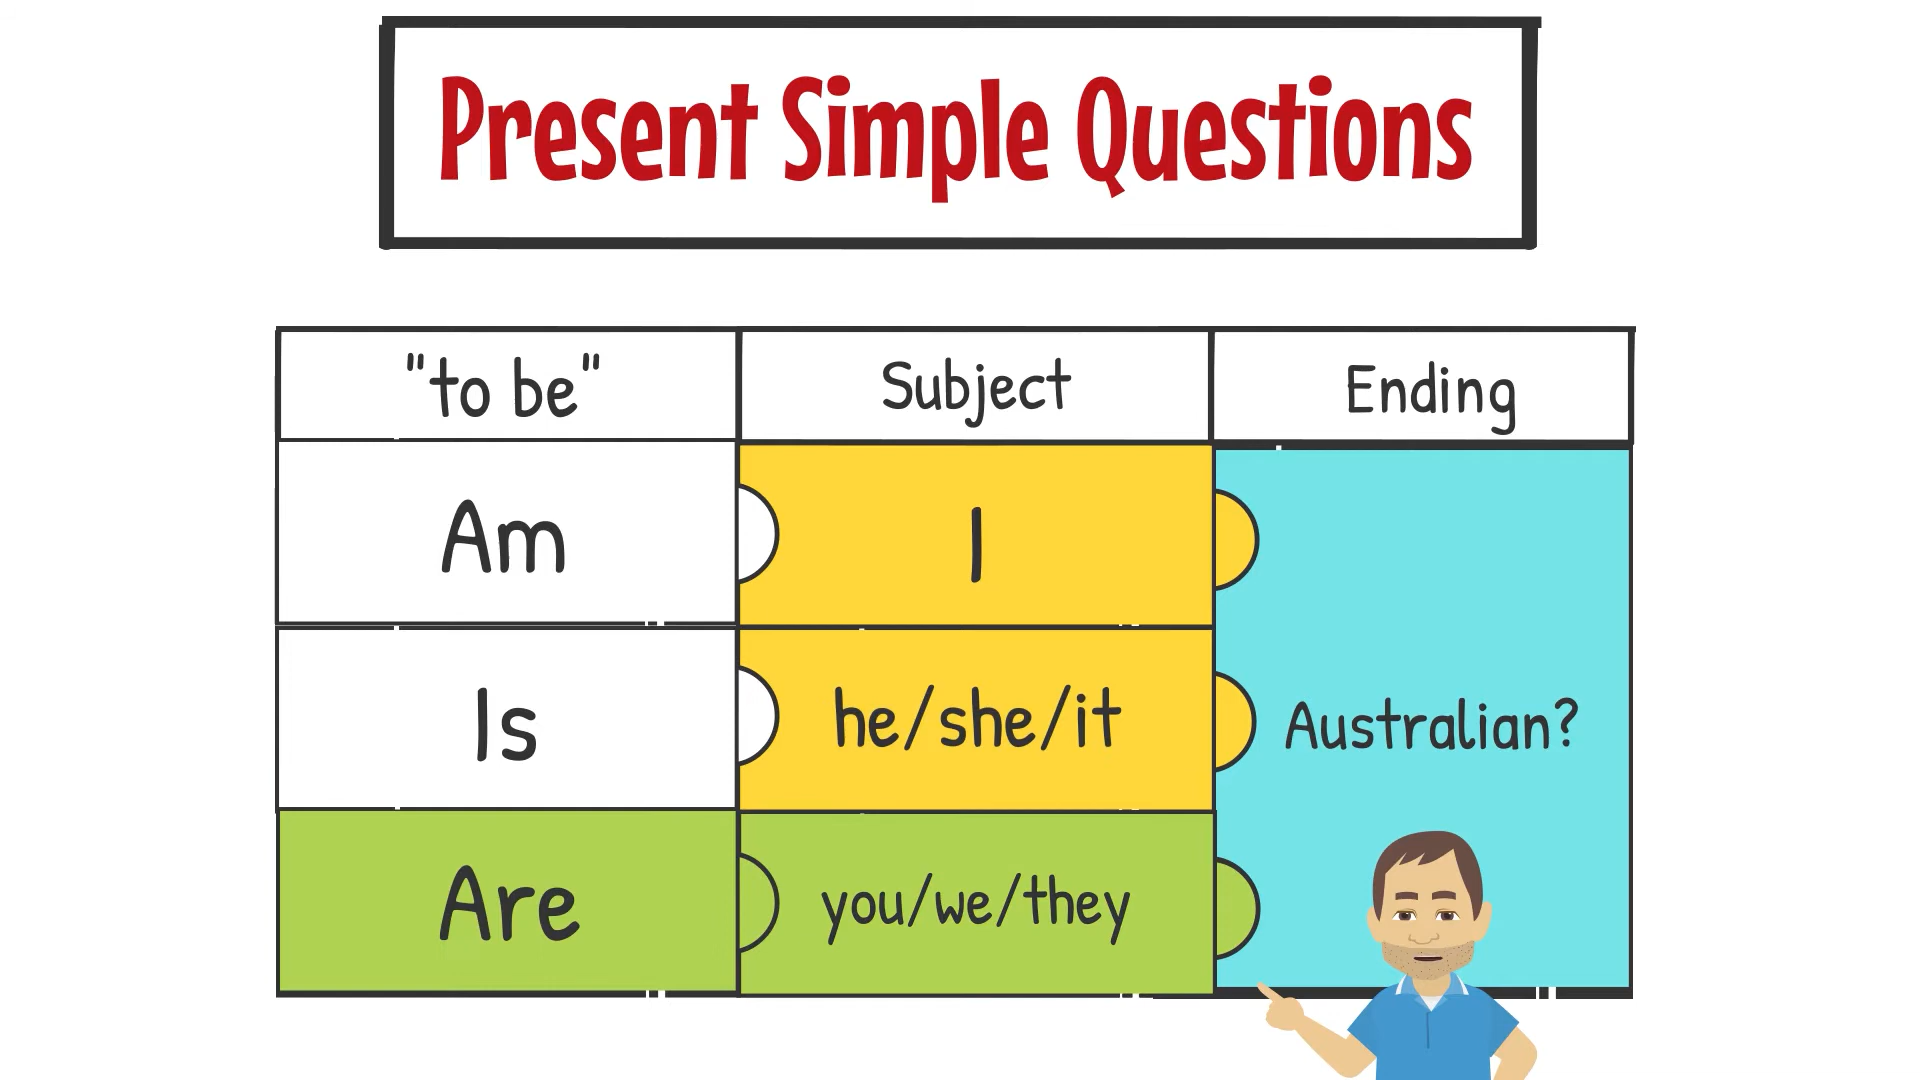 Present Simple Questions
"to be" Subject Ending
Am I
Is he/she/it Australian?
Are you/we/they